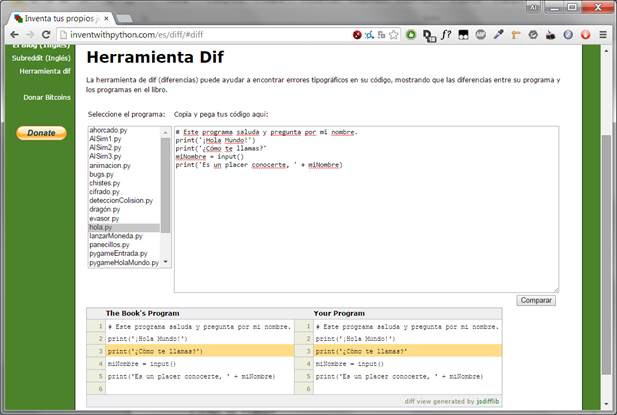 Inventa tus propios j
inventwithpython.com/es/diff/#diff
El Blog (Inglés)
Subreddit (Inglés)
Herramienta Dif
Donar Bitcoins
Donate
Herramienta Dif
La herramienta de dif (diferencias) puede ayudar a encontrar errores tipográficos en su código, mostrando que las diferencias entre su programa y
los programas en el libro.
Seleccione el programa:
Copia y pega tus código aqui:
ahorcado.py
AISim1.py
AISim2.py
AISim3.py
animacion.py
bugs.py
chistes.py
cifrado.py
deteccionColision.py
dragón.py
evasor.py
hola.py
lanzarMoneda.py
panecillos.py
pygameEntrada.py
pygameHolaMundo.py
# Este programa saluda y pregunta por mi nombre.
print('¡Hola Mundo!')
print('¿Cómo te llamas?'
miNombre = input()
print('Es un placer conocerte, ' + miNombre)
Comparar
The Book's Program Your Program
1 # Este programa saluda y pregunta por mi nombre. 1 # Este programa saluda y pregunta por mi nombre.
2 print('¡Hola Mundo!') 2 print('¡Hola Mundo!')
3 print('¿Cómo te llamas?') 3 print('¿Cómo te llamas?'
4 miNombre = input() 4 miNombre = input()
5 print('Es un placer conocerte, ' + miNombre) 5 print('Es un placer conocerte, ' + miNombre)
6 6
diff view generated by jsdifflib